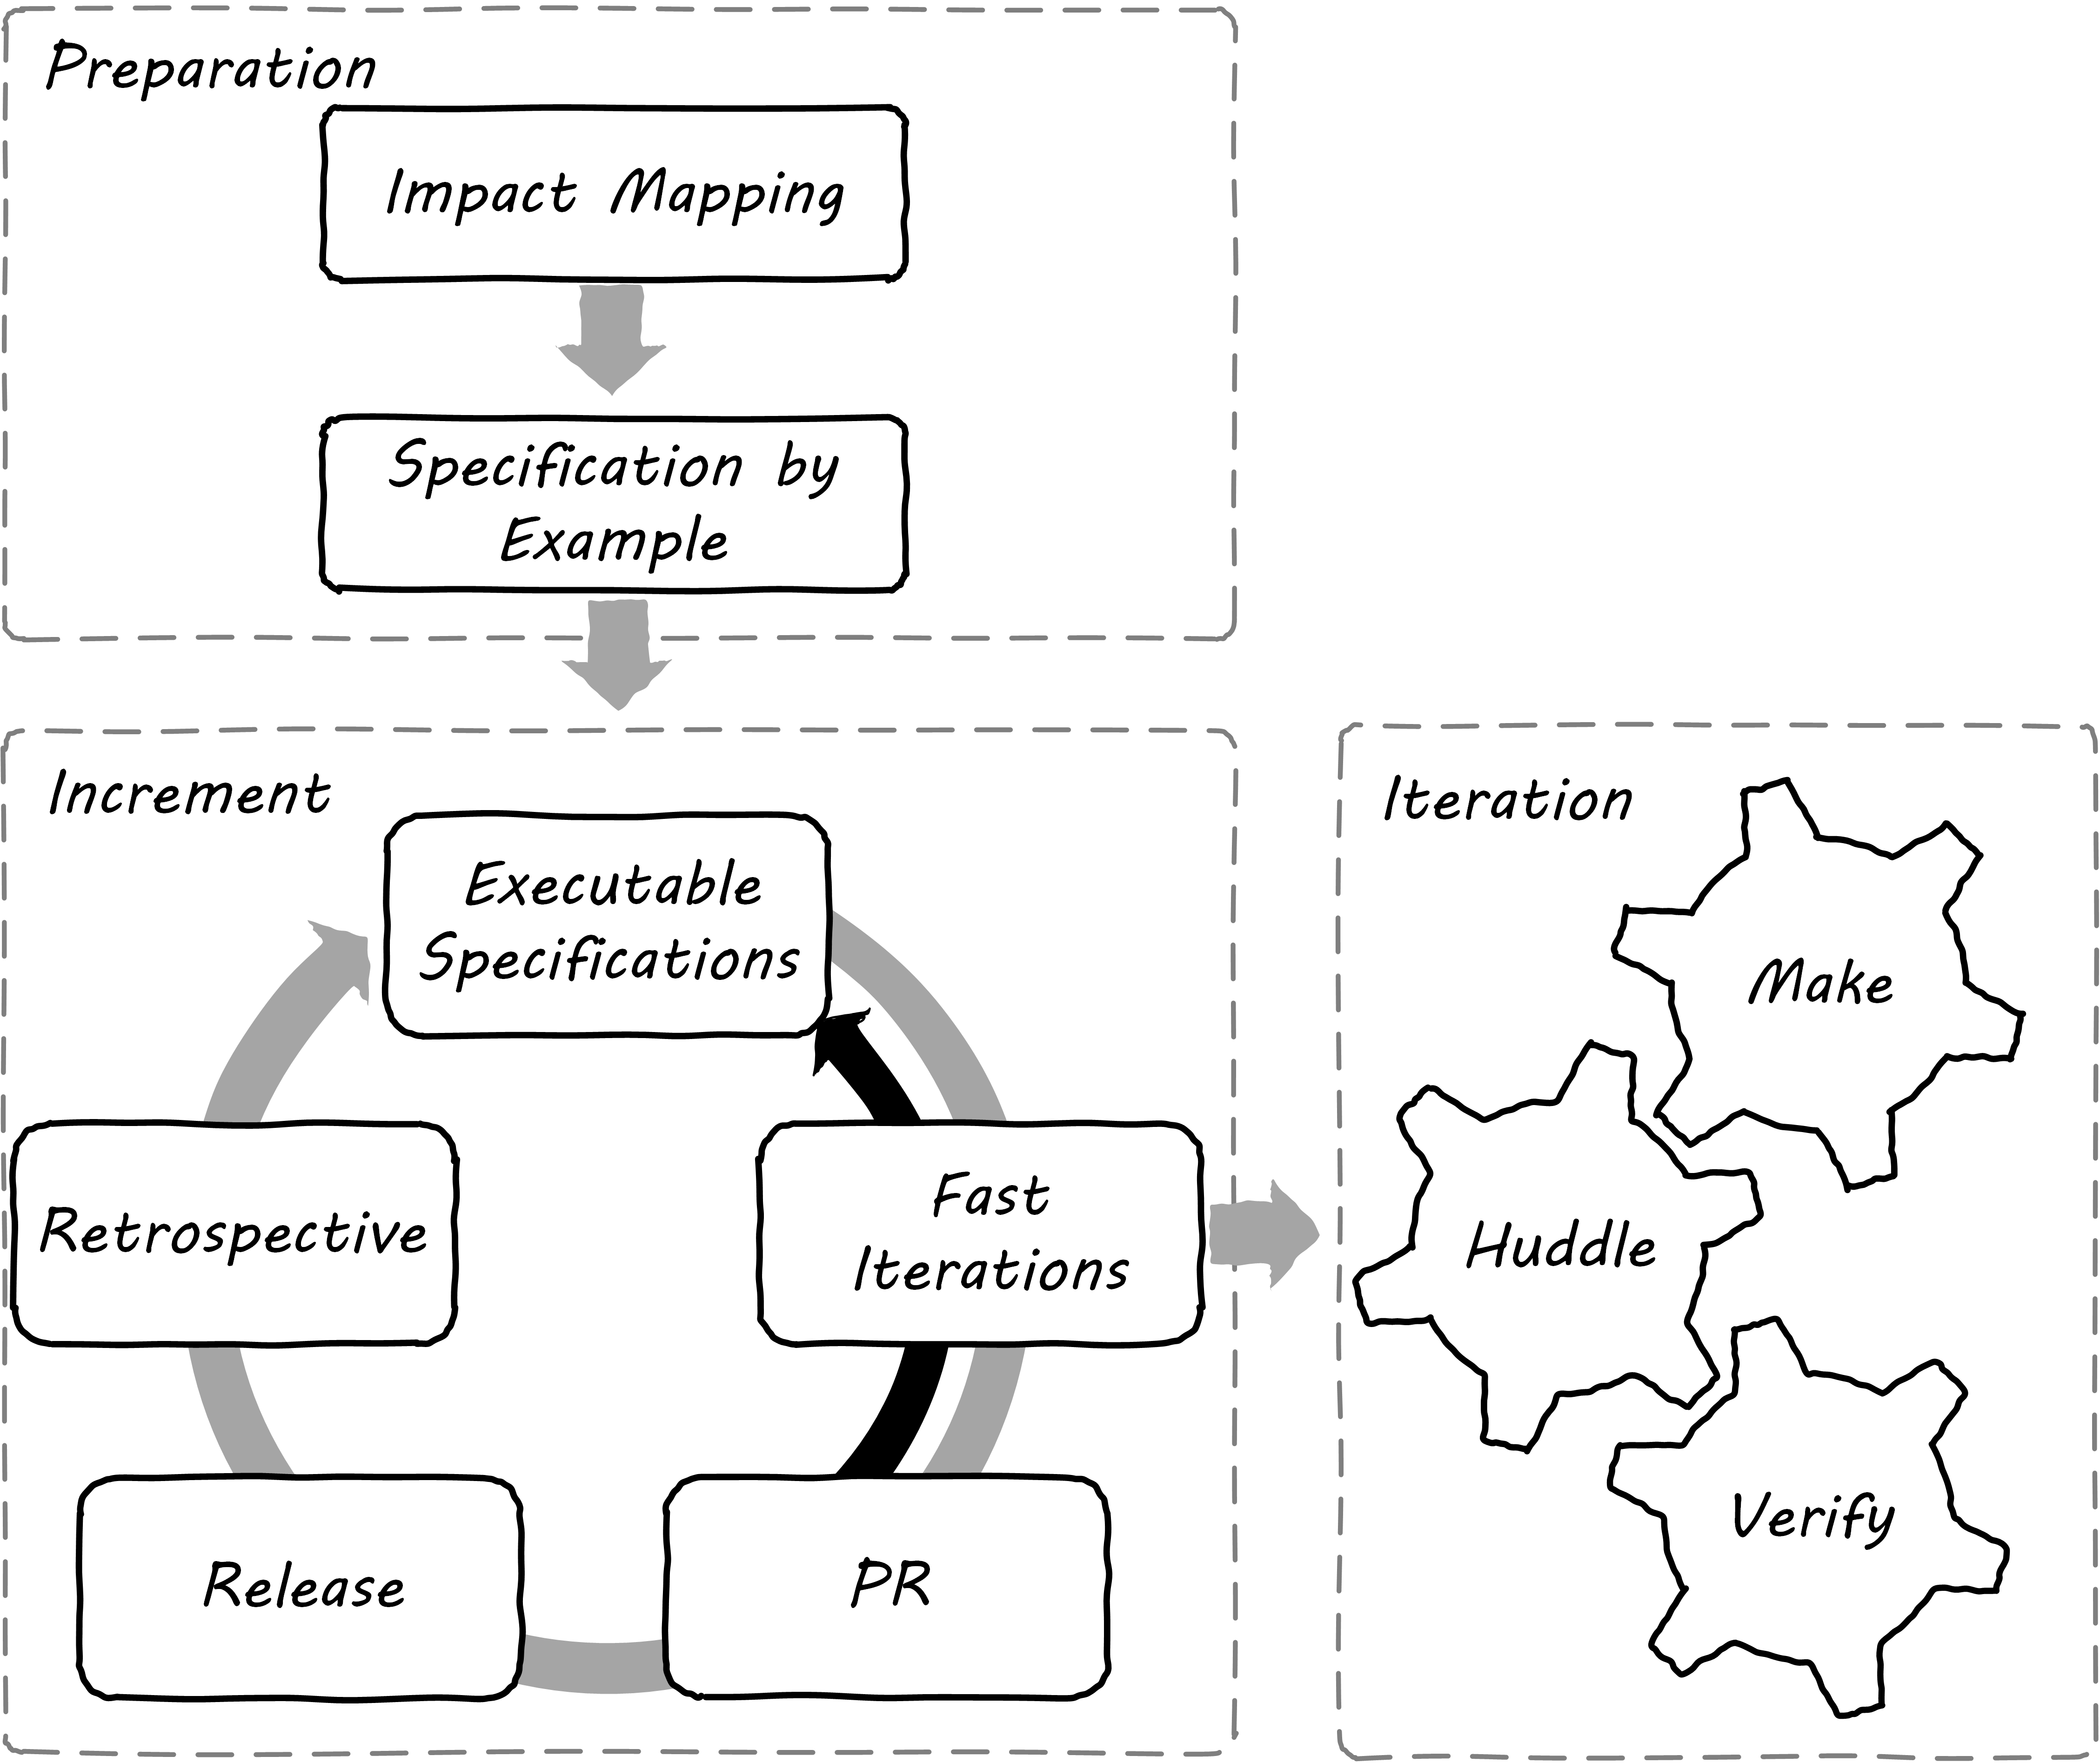 Preparation
Impact Mapping
Specification by
Example
Increment
Executable
Specifications
Retrospective
Fast
Iterations
Release
PR
Iteration
Make
Huddle
Verify